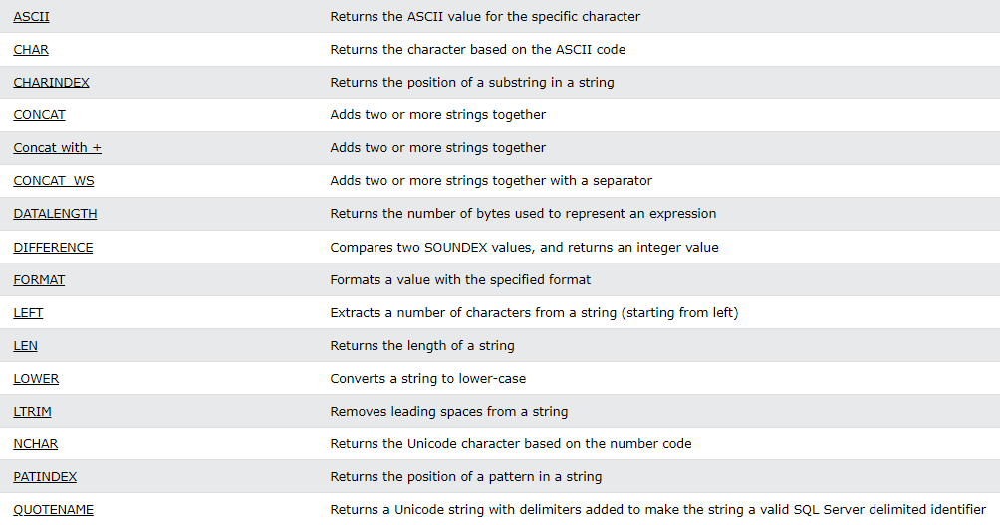 ASCII Returns the ASCII value for the specific character
CHAR Returns the character based on the ASCII code
CHARINDEX Returns the position of a substring in a string
CONCAT Adds two or more strings together
Concat with + Adds two or more strings together
CONCAT_WS Adds two or more strings together with a separator
DATALENGTH Returns the number of bytes used to represent an expression
DIFFERENCE Compares two SOUNDEX values, and returns an integer value
FORMAT Formats a value with the specified format
LEFT Extracts a number of characters from a string (starting from left)
LEN Returns the length of a string
LOWER Converts a string to lower-case
LTRIM Removes leading spaces from a string
NCHAR Returns the Unicode character based on the number code
PATINDEX Returns the position of a pattern in a string
QUOTENAME Returns a Unicode string with delimiters added to make the string a valid SQL Server delimited identifier